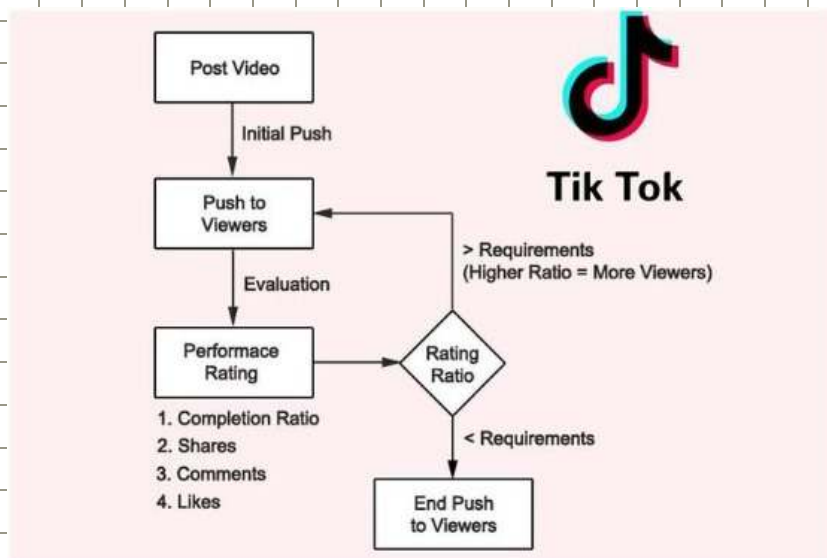 Post Video
Initial Push
Tik Tok
Push to
Viewers
> Requirements
(Higher Ratio = More Viewers)
Evaluation
Performace
Rating
Rating
Ratio
1. Completion Ratio
2. Shares
3. Comments
4. Likes
< Requirements
End Push
to Viewers